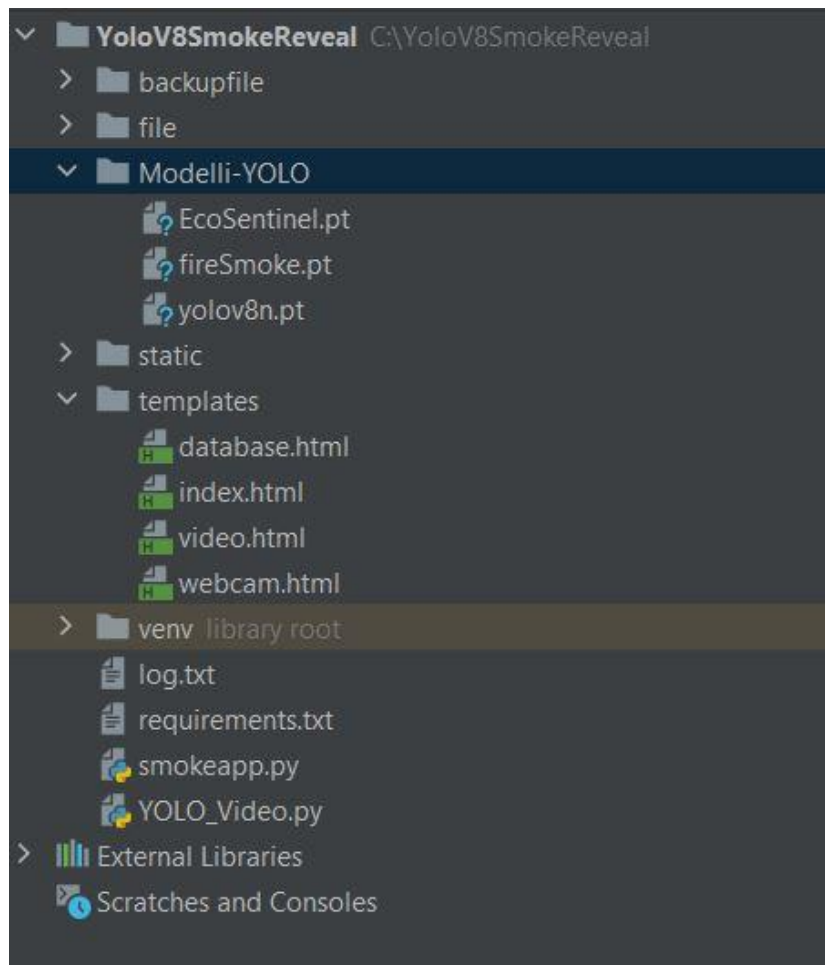 YoloV8SmokeReveal C:\YoloV8SmokeReveal
backupfile
file
Modelli-YOLO
EcoSentinel.pt
fireSmoke.pt
yolov8n.pt
static
templates
database.html
index.html
video.html
webcam.html
venv library root
log.txt
requirements.txt
smokeapp.py
YOLO_Video.py
External Libraries
Scratches and Consoles